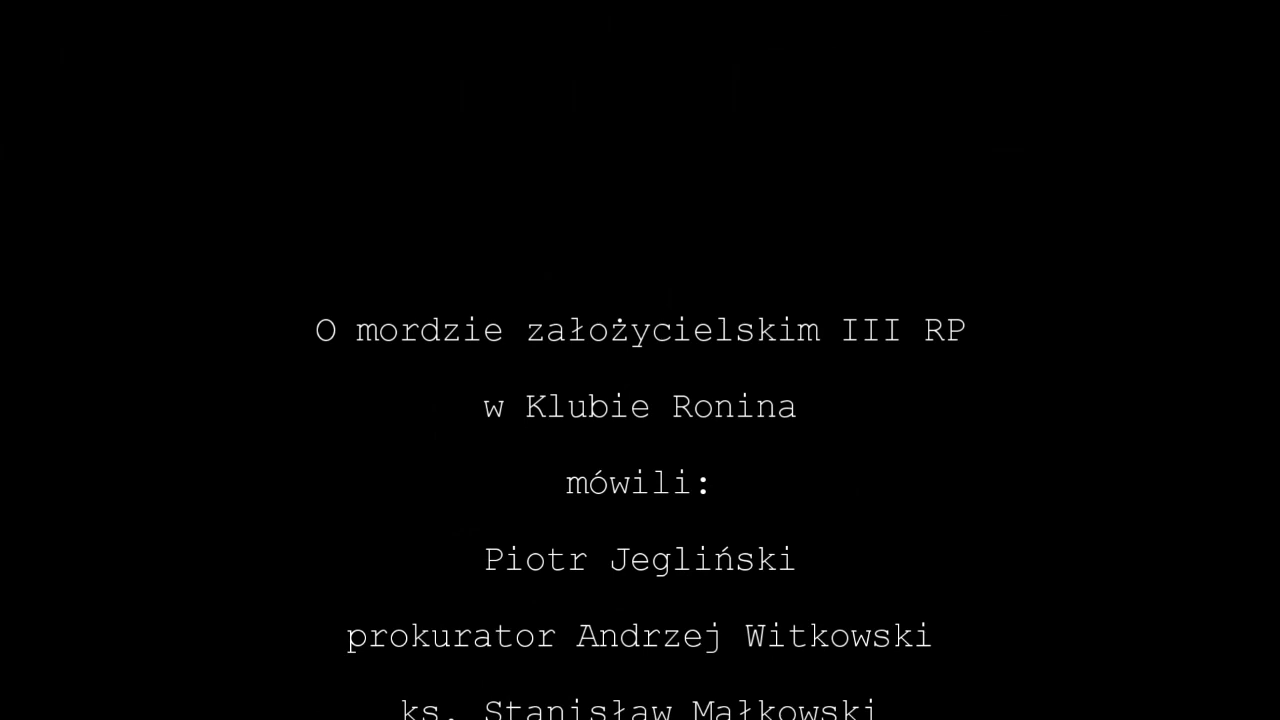 O mordzie założycielskim III RP
w Klubie Ronina
mówili:
Piotr Jegliński
prokurator Andrzej Witkowski
ks. Stanisław Małkowski